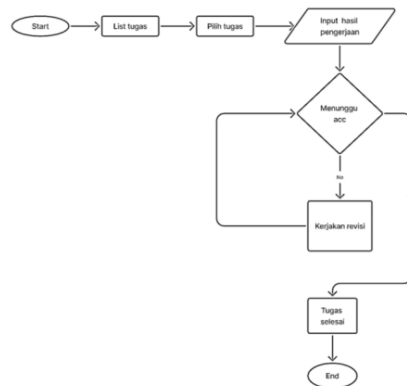 Start
List tugas
Pilih tugas
Input hasil
pengerjaan
Menunggu
acc
No
Kerjakan revisi
Tugas
selesai
End